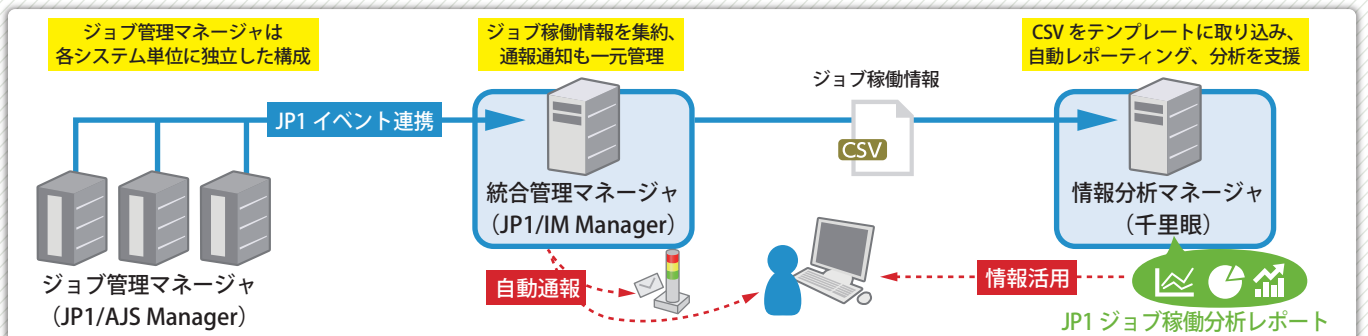 ジョブ管理マネージャは
各システム単位に独立した構成
ジョブ稼働情報を集約、
通報通知も一元管理
CSV をテンプレートに取り込み、
自動レポーティング、分析を支援
ジョブ稼働情報
JP1 イベント連携
CSV
統合管理マネージャ
（JP1/IM Manager）
情報分析マネージャ
（千里眼）
ジョブ管理マネージャ
（JP1/AJS Manager）
自動通報
情報活用
JP1 ジョブ稼働分析レポート